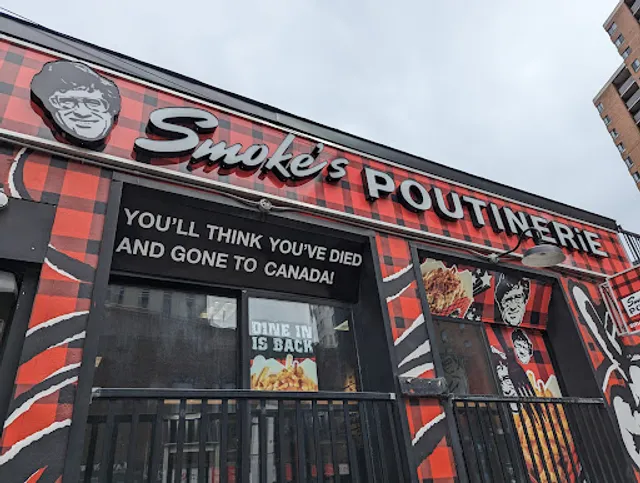 Smoke's POUTINERIE
YOU'LL THINK YOU'VE DIED
AND GONE TO CANADA!
DINE IN
IS BACK